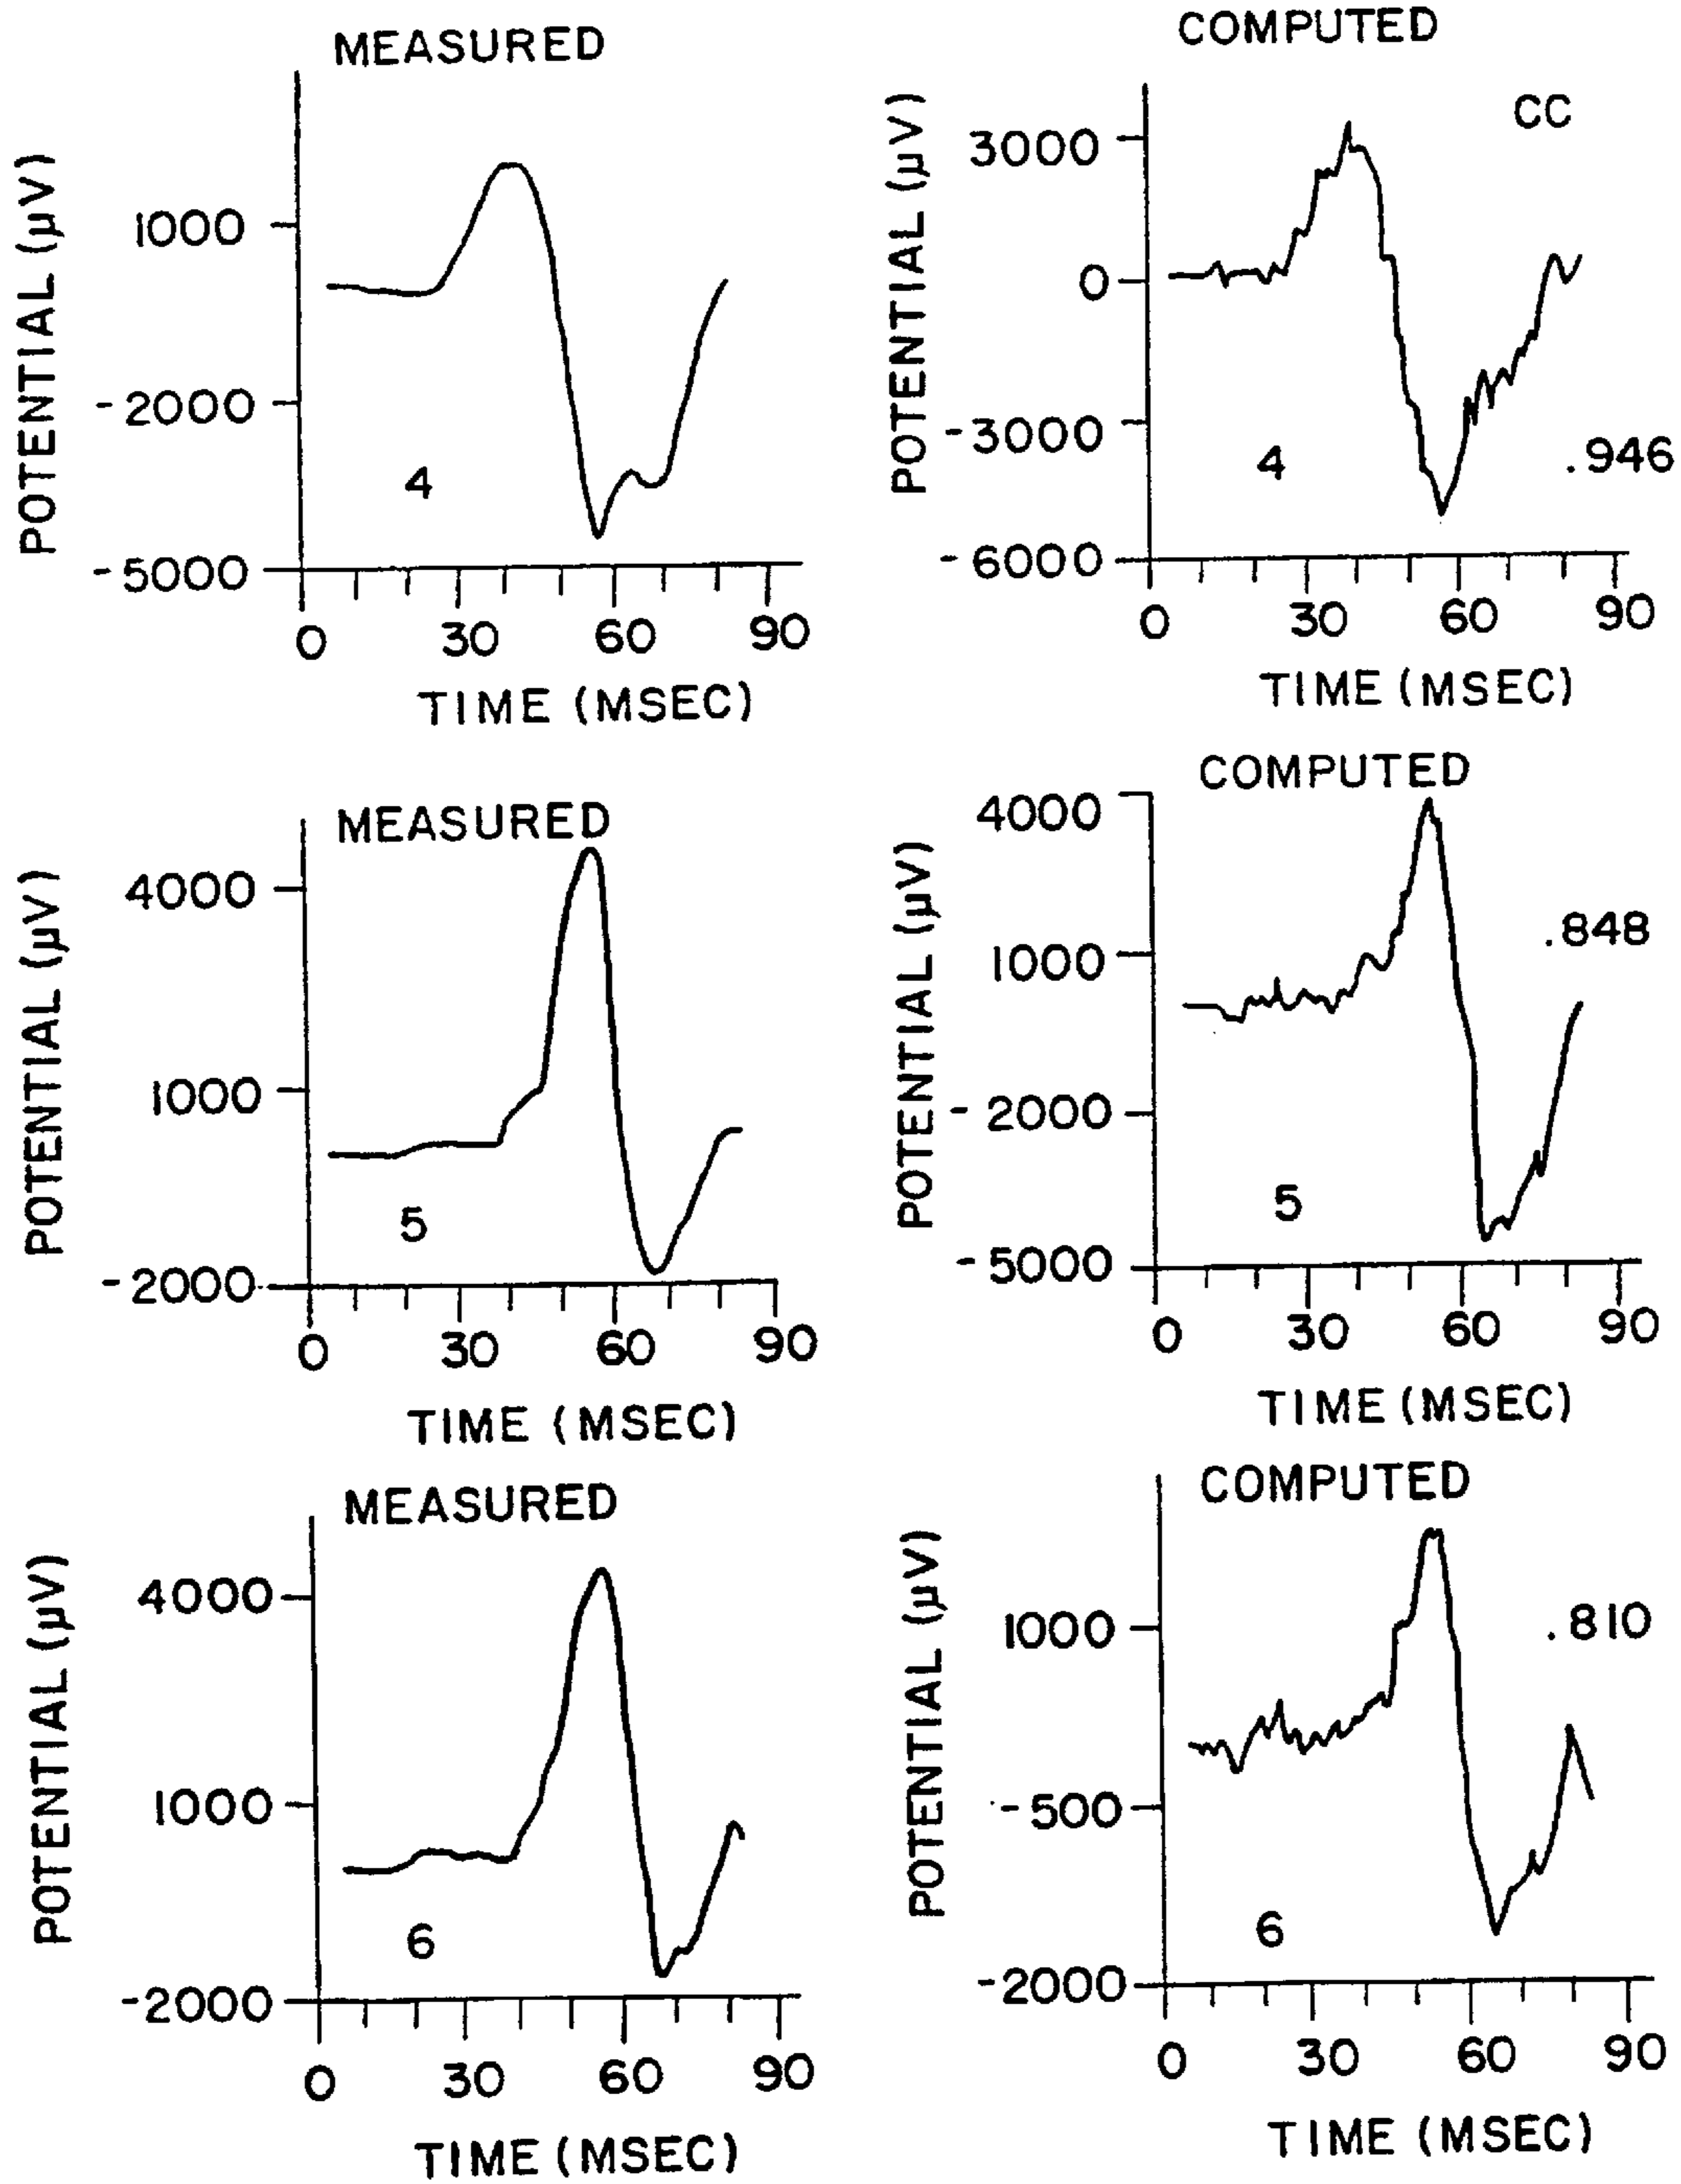 MEASURED
POTENTIAL (µV)
1000
-2000
-5000
4
0 30 60 90
TIME (MSEC)
COMPUTED
CC
POTENTIAL (µV)
3000
0
-3000
-6000
4
.946
0 30 60 90
TIME (MSEC)
MEASURED
POTENTIAL (µV)
4000
1000
-2000
5
0 30 60 90
TIME (MSEC)
COMPUTED
POTENTIAL (µV)
4000
1000
-2000
-5000
.848
5
0 30 60 90
TIME (MSEC)
MEASURED
POTENTIAL (µV)
4000
1000
-2000
6
0 30 60 90
TIME (MSEC)
COMPUTED
POTENTIAL (µV)
1000
-500
-2000
.810
6
0 30 60 90
TIME (MSEC)